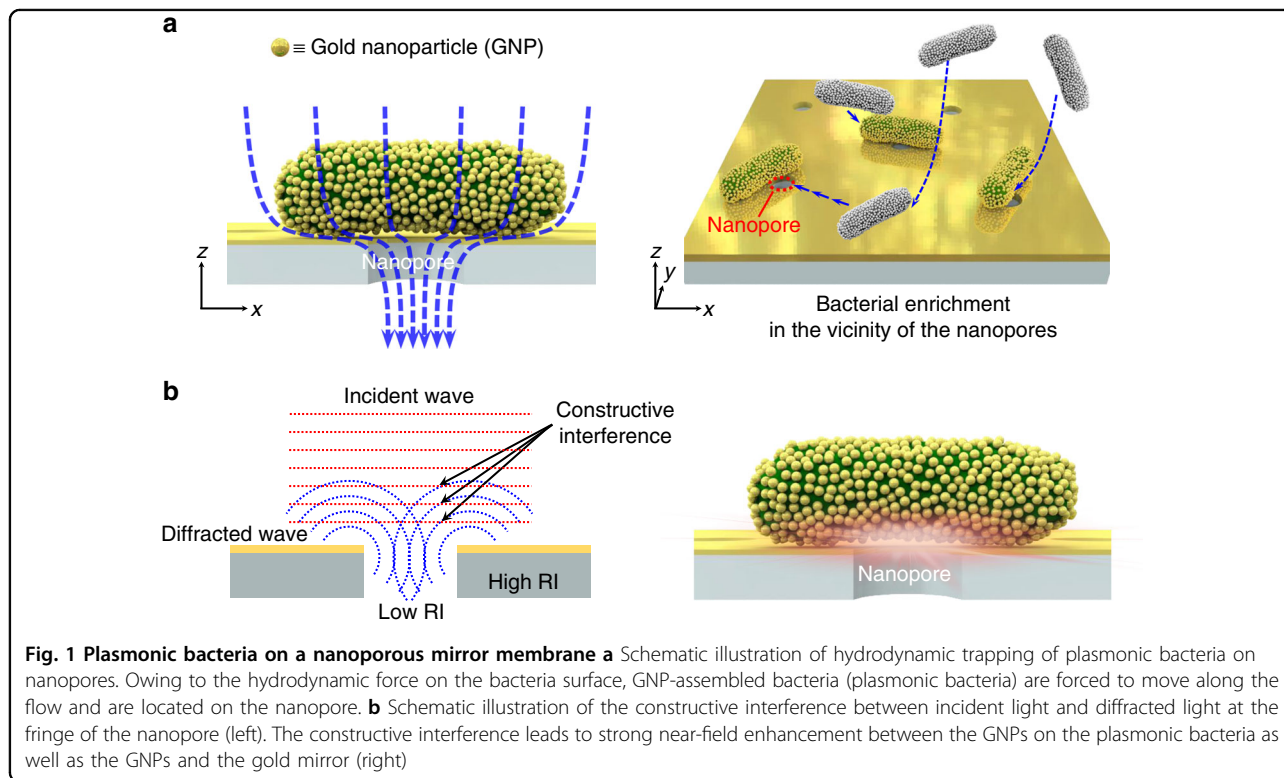 a
≡ Gold nanoparticle (GNP)
Nanopore
z
x
Nanopore
z
y
x
Bacterial enrichment
in the vicinity of the nanopores
b
Incident wave
Constructive
interference
Diffracted wave
High RI
Low RI
Nanopore
Fig. 1 Plasmonic bacteria on a nanoporous mirror membrane a Schematic illustration of hydrodynamic trapping of plasmonic bacteria on
nanopores. Owing to the hydrodynamic force on the bacteria surface, GNP-assembled bacteria (plasmonic bacteria) are forced to move along the
flow and are located on the nanopore. b Schematic illustration of the constructive interference between incident light and diffracted light at the
fringe of the nanopore (left). The constructive interference leads to strong near-field enhancement between the GNPs on the plasmonic bacteria as
well as the GNPs and the gold mirror (right)